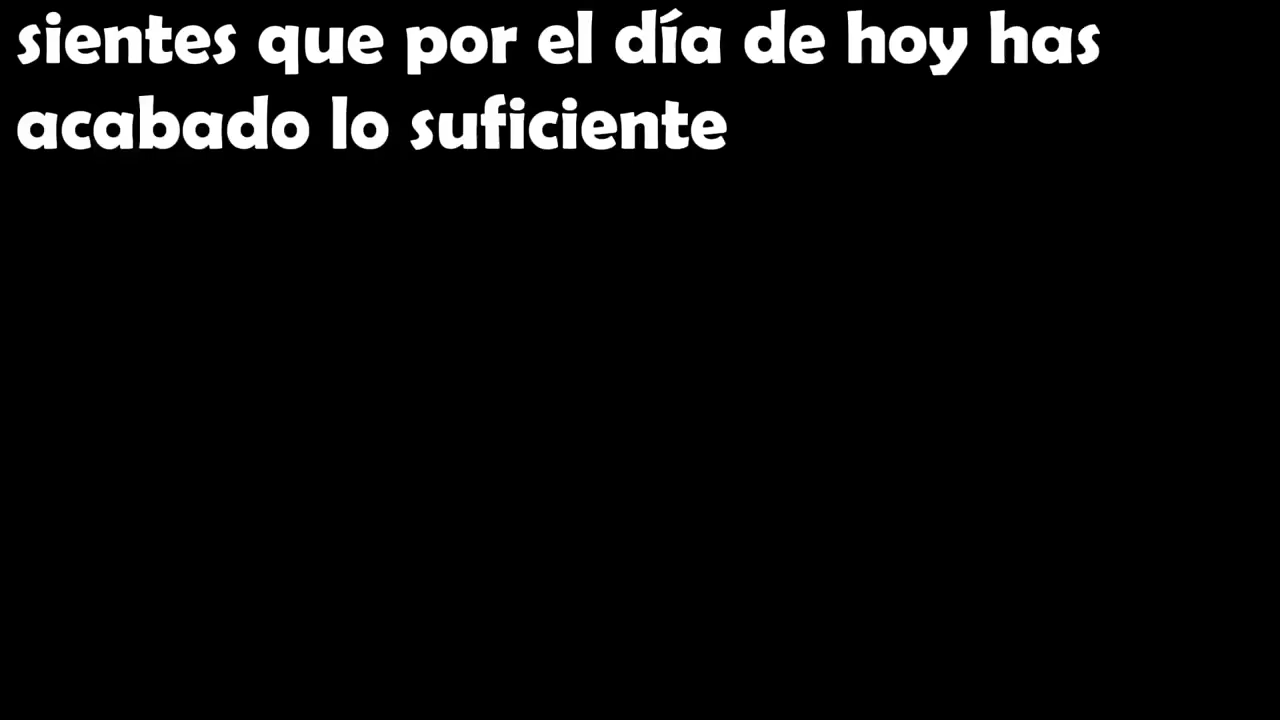 sientes que por el día de hoy has
acabado lo suficiente